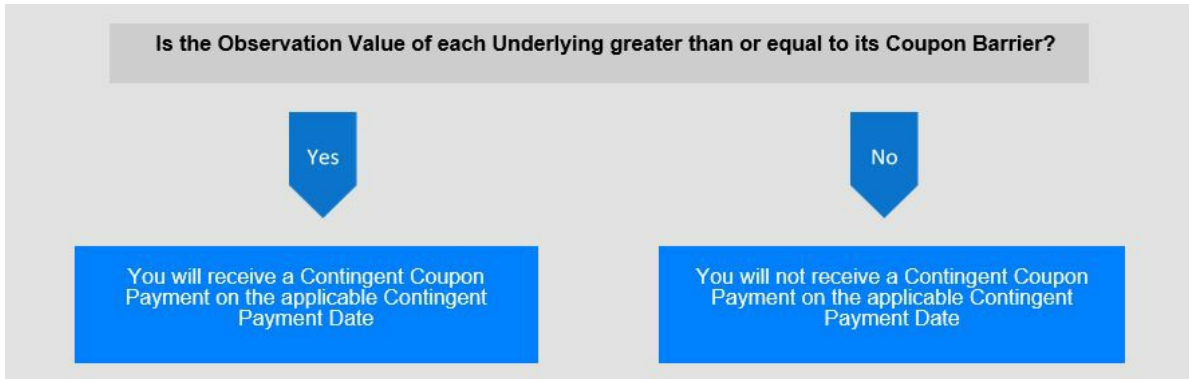 Is the Observation Value of each Underlying greater than or equal to its Coupon Barrier?
Yes
No
You will receive a Contingent Coupon
Payment on the applicable Contingent
Payment Date
You will not receive a Contingent Coupon
Payment on the applicable Contingent
Payment Date